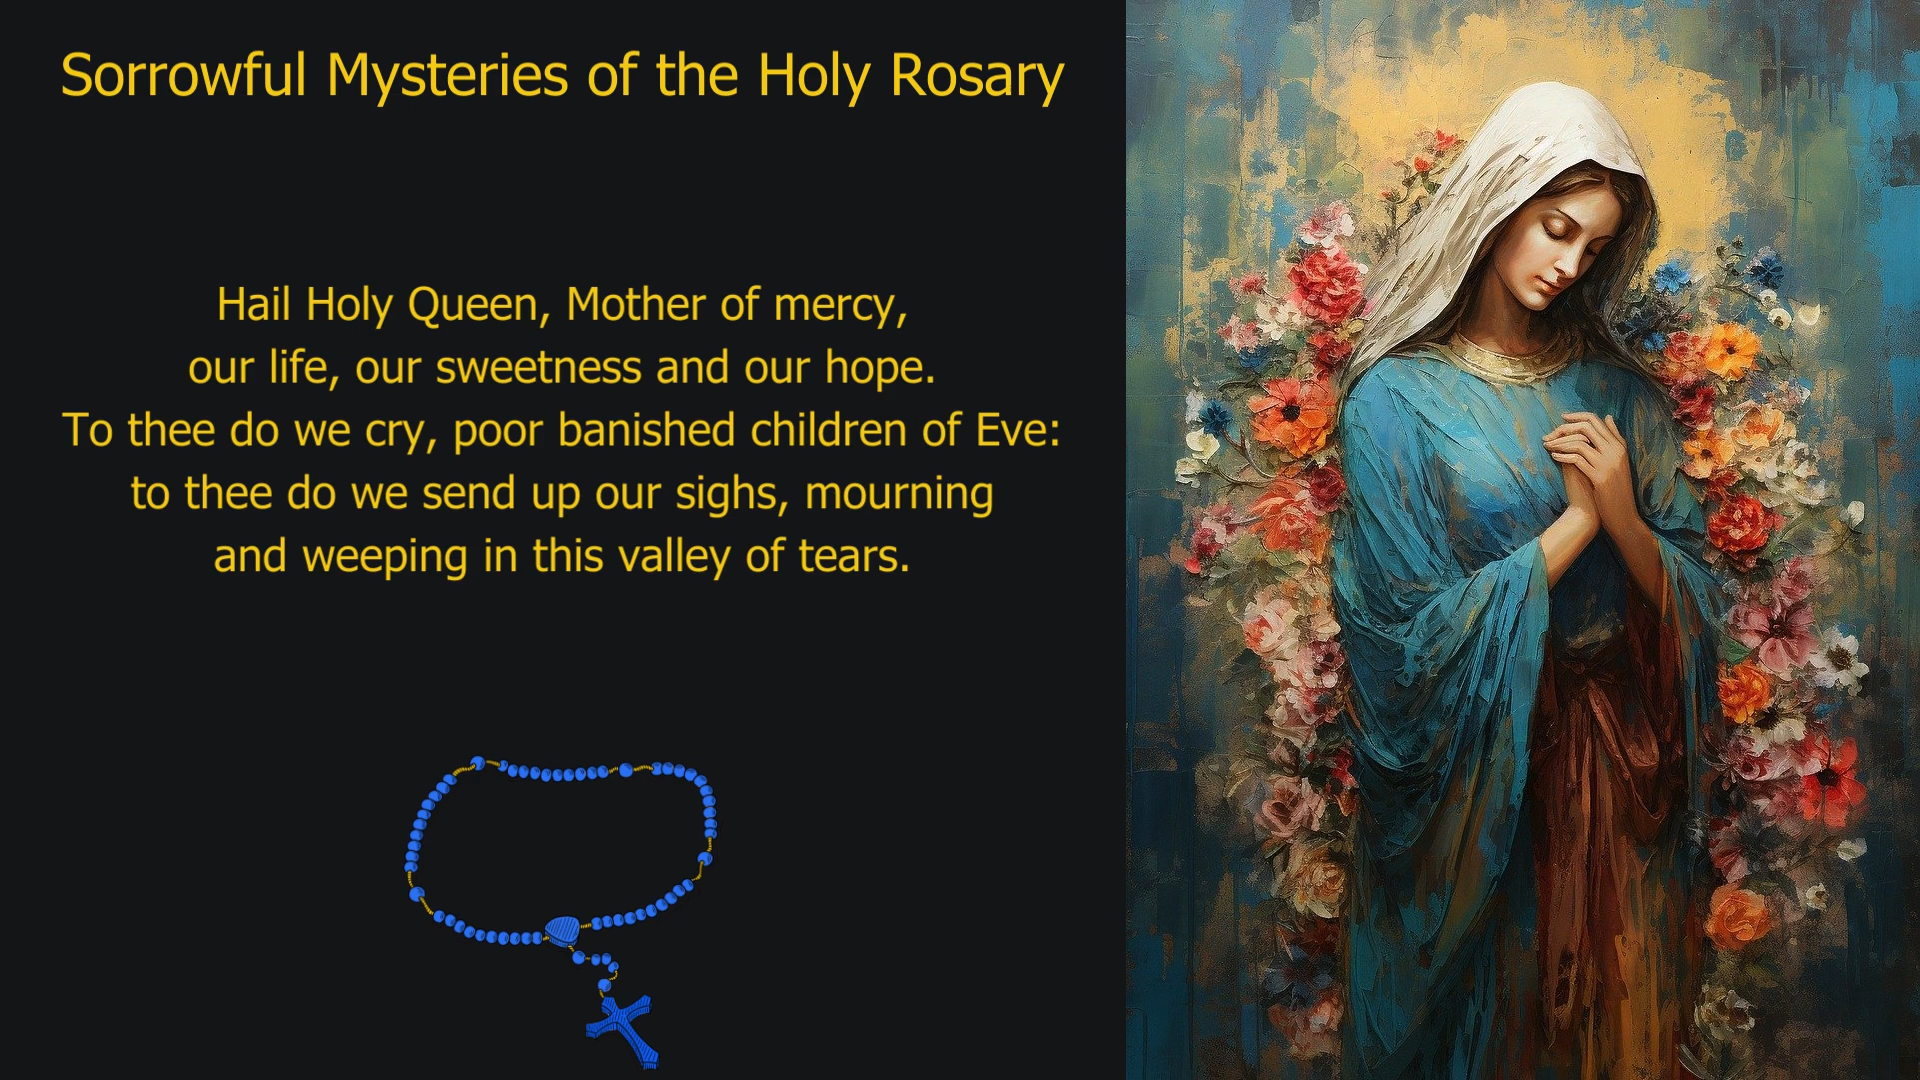 Sorrowful Mysteries of the Holy Rosary
Hail Holy Queen, Mother of mercy,
our life, our sweetness and our hope.
To thee do we cry, poor banished children of Eve:
to thee do we send up our sighs, mourning
and weeping in this valley of tears.